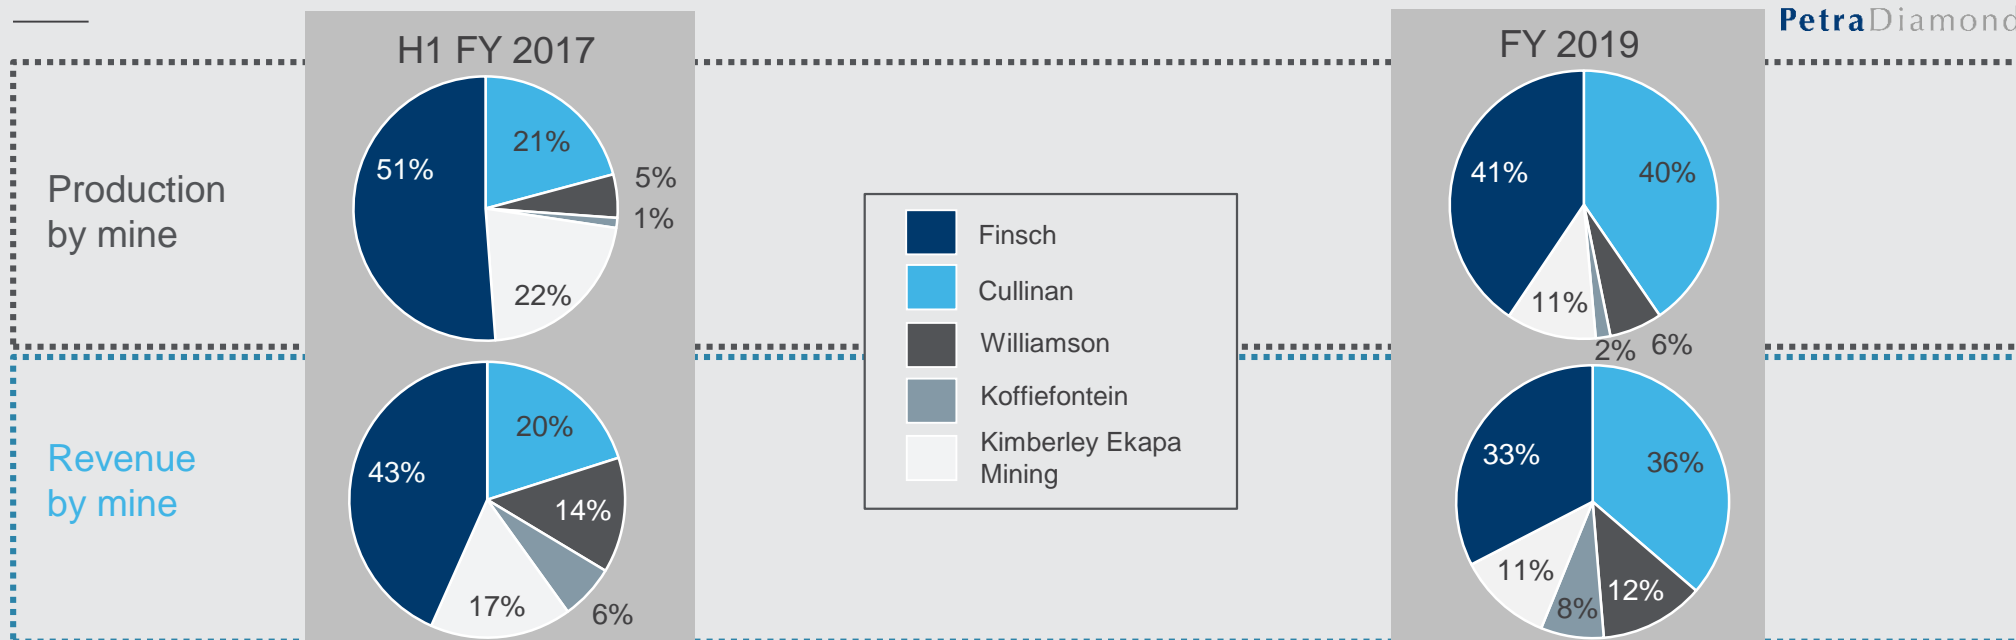 PetraDiamond
H1 FY 2017
FY 2019
Production
by mine
51%
21%
5%
1%
22%
41%
40%
11%
2%
6%
Finsch
Cullinan
Williamson
Koffiefontein
Kimberley Ekapa
Mining
Revenue
by mine
43%
20%
14%
17%
6%
33%
36%
11%
8%
12%